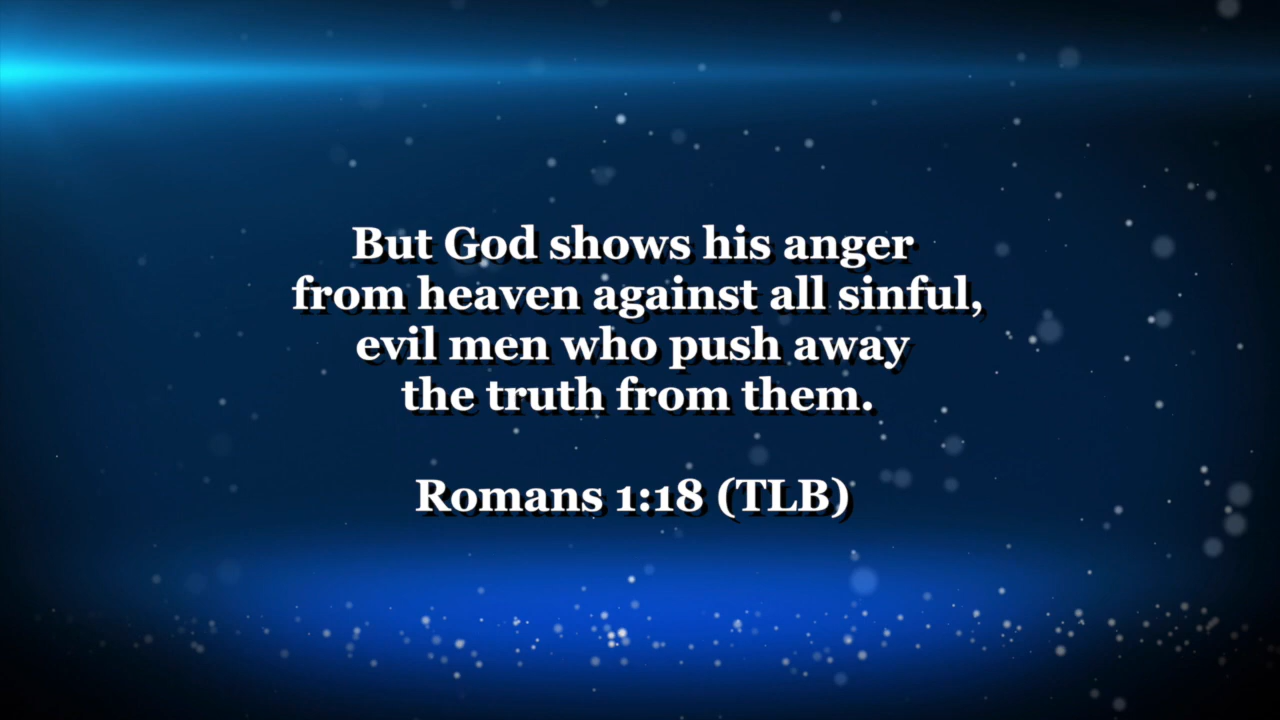 But God shows his anger
from heaven against all sinful,
evil men who push away
the truth from them.
Romans 1:18 (TLB)